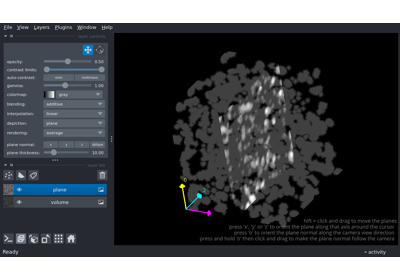 File View Layers Plugins Window Help
layer controls
opacity: 0.50
contrast limits:
auto-contrast: once continuous
gamma: 1.00
colormap: gray
blending: additive
interpolation: linear
depiction: plane
rendering: average
plane normal: z y x oblique
plane thickness: 10.00
layer list
plane
volume
hift + click and drag to move the planes
press 'x', 'y' or 'z' to orient the plane along that axis around the cursor
press 'o' to orient the plane normal along the camera view direction
press and hold 'o' then click and drag to make the plane normal follow the camera
Ready
activity